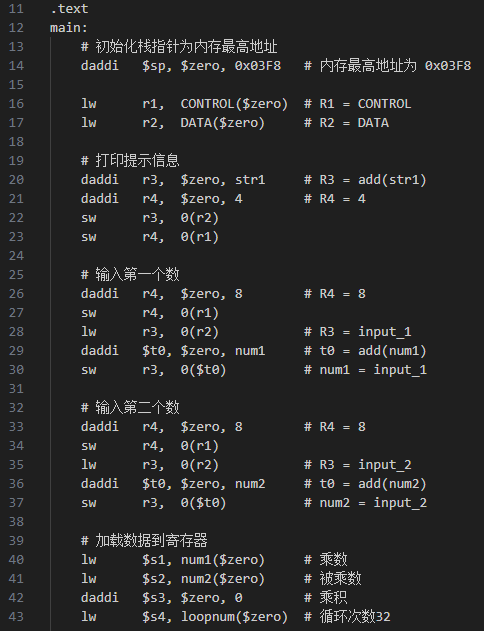 11 .text
12 main:
13 # 初始化栈指针为内存最高地址
14 daddi $sp, $zero, 0x03F8 # 内存最高地址为 0x03F8
15
16 lw r1, CONTROL($zero) # R1 = CONTROL
17 lw r2, DATA($zero) # R2 = DATA
18
19 # 打印提示信息
20 daddi r3, $zero, str1 # R3 = add(str1)
21 daddi r4, $zero, 4 # R4 = 4
22 sw r3, 0(r2)
23 sw r4, 0(r1)
24
25 # 输入第一个数
26 daddi r4, $zero, 8 # R4 = 8
27 sw r4, 0(r1)
28 lw r3, 0(r2) # R3 = input_1
29 daddi $t0, $zero, num1 # t0 = add(num1)
30 sw r3, 0($t0) # num1 = input_1
31
32 # 输入第二个数
33 daddi r4, $zero, 8 # R4 = 8
34 sw r4, 0(r1)
35 lw r3, 0(r2) # R3 = input_2
36 daddi $t0, $zero, num2 # t0 = add(num2)
37 sw r3, 0($t0) # num2 = input_2
38
39 # 加载数据到寄存器
40 lw $s1, num1($zero) # 乘数
41 lw $s2, num2($zero) # 被乘数
42 daddi $s3, $zero, 0 # 乘积
43 lw $s4, loopnum($zero) # 循环次数32